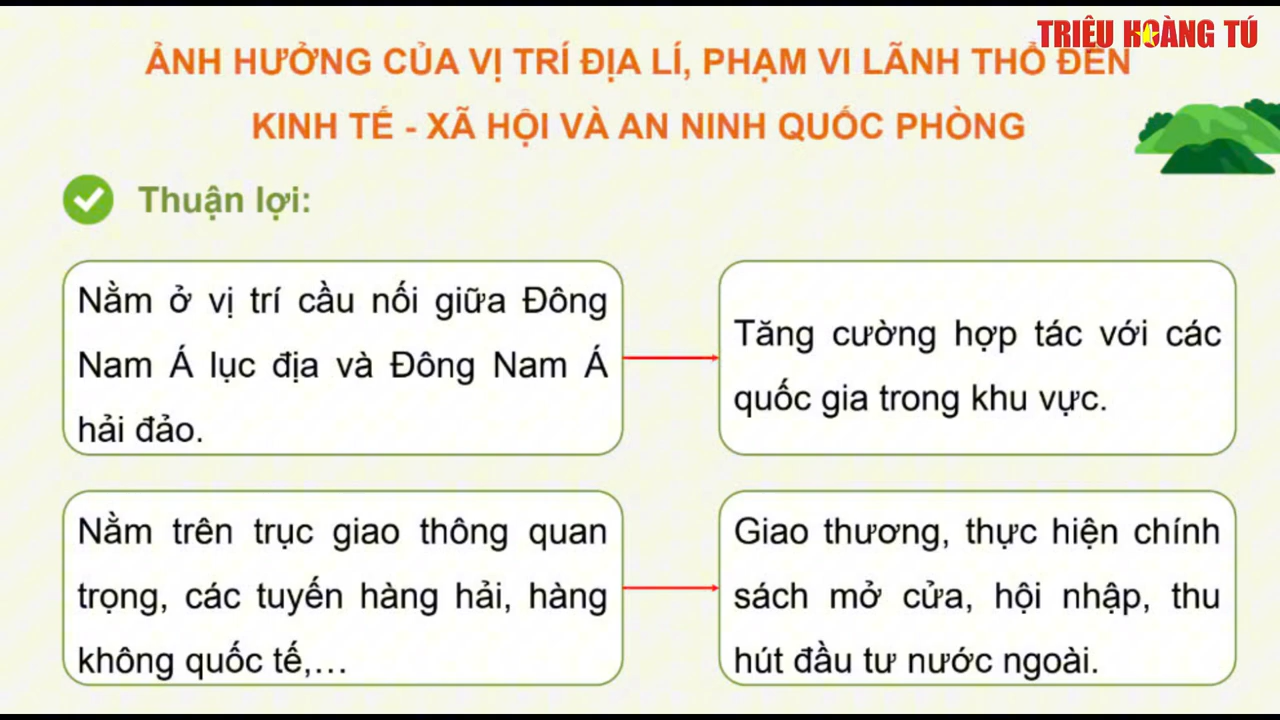 TRIỆU HOÀNG TÚ
ẢNH HƯỞNG CỦA VỊ TRÍ ĐỊA LÍ, PHẠM VI LÃNH THỔ ĐẾN
KINH TẾ - XÃ HỘI VÀ AN NINH QUỐC PHÒNG
Thuận lợi:
Nằm ở vị trí cầu nối giữa Đông
Nam Á lục địa và Đông Nam Á
hải đảo.
Tăng cường hợp tác với các
quốc gia trong khu vực.
Nằm trên trục giao thông quan
trọng, các tuyến hàng hải, hàng
không quốc tế,...
Giao thương, thực hiện chính
sách mở cửa, hội nhập, thu
hút đầu tư nước ngoài.